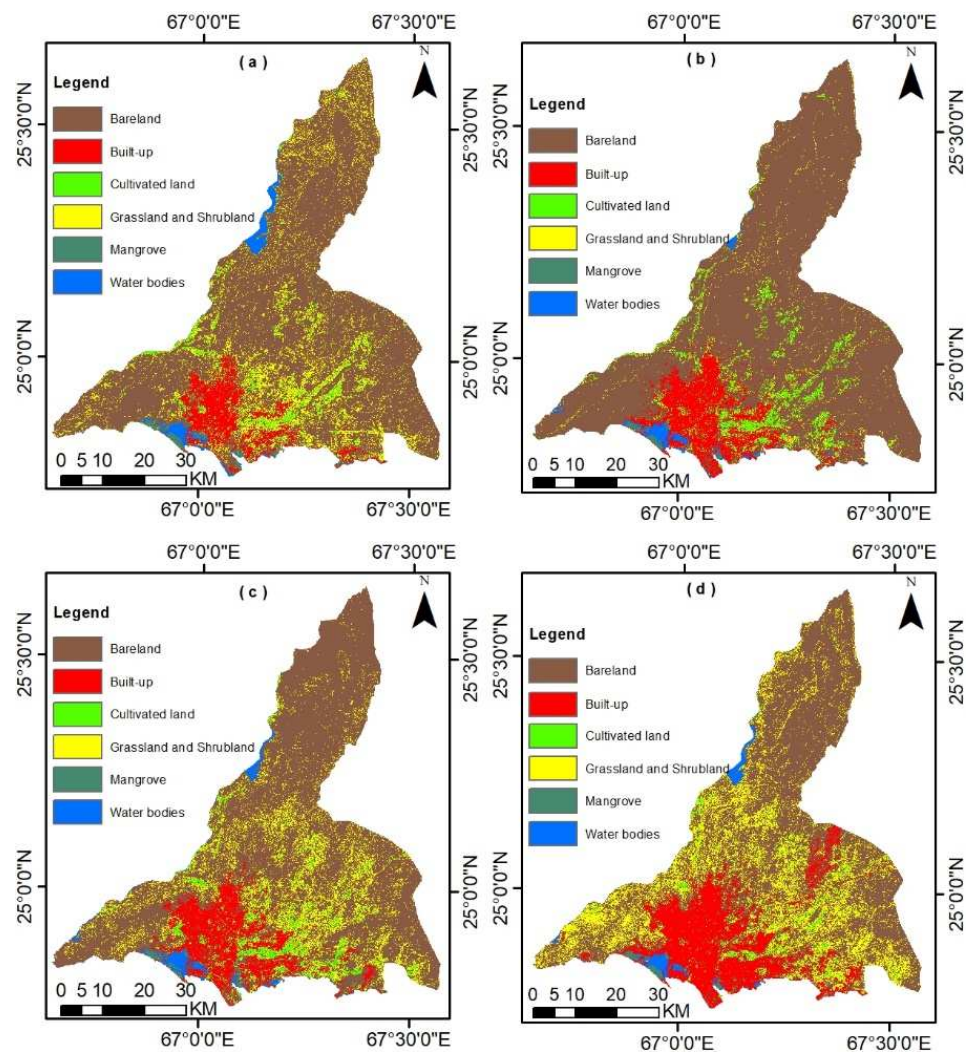 67°0'0"E 67°30'0"E
( a )
N
Legend
Bareland
Built-up
Cultivated land
Grassland and Shrubland
Mangrove
Water bodies
25°30'0"N
25°0'0"N
25°30'0"N
25°0'0"N
0 5 10 20 30
KM
67°0'0"E 67°30'0"E
67°0'0"E 67°30'0"E
( b )
N
Legend
Bareland
Built-up
Cultivated land
Grassland and Shrubland
Mangrove
Water bodies
25°30'0"N
25°0'0"N
25°30'0"N
25°0'0"N
0 5 10 20 30
KM
67°0'0"E 67°30'0"E
67°0'0"E 67°30'0"E
( c )
N
Legend
Bareland
Built-up
Cultivated land
Grassland and Shrubland
Mangrove
Water bodies
25°30'0"N
25°0'0"N
25°30'0"N
25°0'0"N
0 5 10 20 30
KM
67°0'0"E 67°30'0"E
67°0'0"E 67°30'0"E
( d )
N
Legend
Bareland
Built-up
Cultivated land
Grassland and Shrubland
Mangrove
Water bodies
25°30'0"N
25°0'0"N
25°30'0"N
25°0'0"N
0 5 10 20 30
KM
67°0'0"E 67°30'0"E